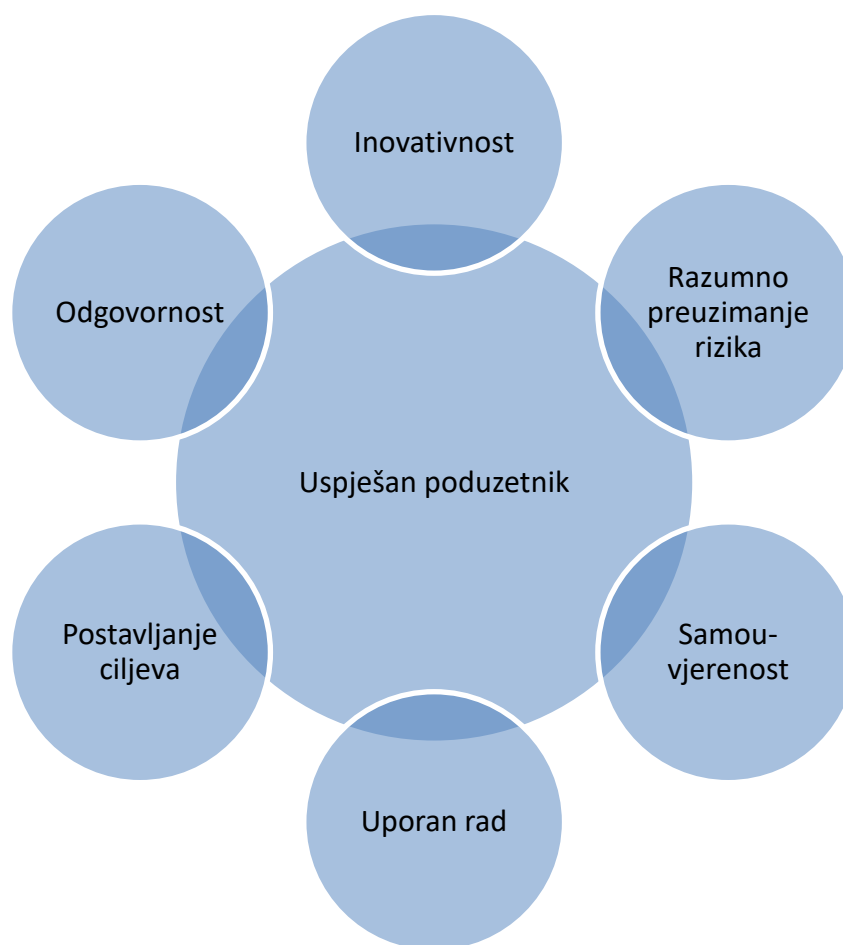 Inovativnost
Razumno
preuzimanje
rizika
Samou-
vjerenost
Uporan rad
Postavljanje
ciljeva
Odgovornost
Uspješan poduzetnik